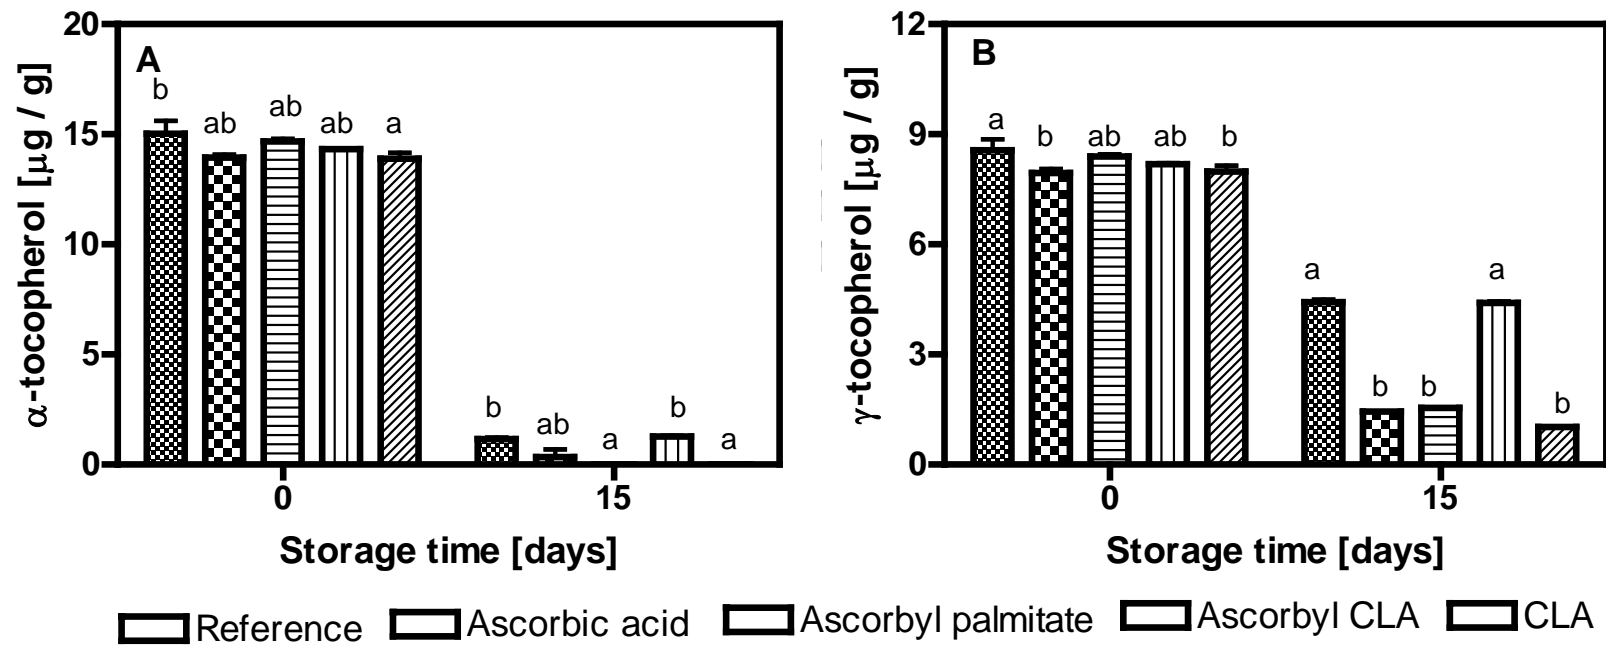 20
15
10
5
0
α-tocopherol [µg / g]
A
b
ab
ab
ab
a
b
ab
a
b
a
0
15
Storage time [days]
12
9
6
3
0
γ-tocopherol [µg / g]
B
a
b
ab
ab
b
a
b
b
a
b
0
15
Storage time [days]
Reference
Ascorbic acid
Ascorbyl palmitate
Ascorbyl CLA
CLA